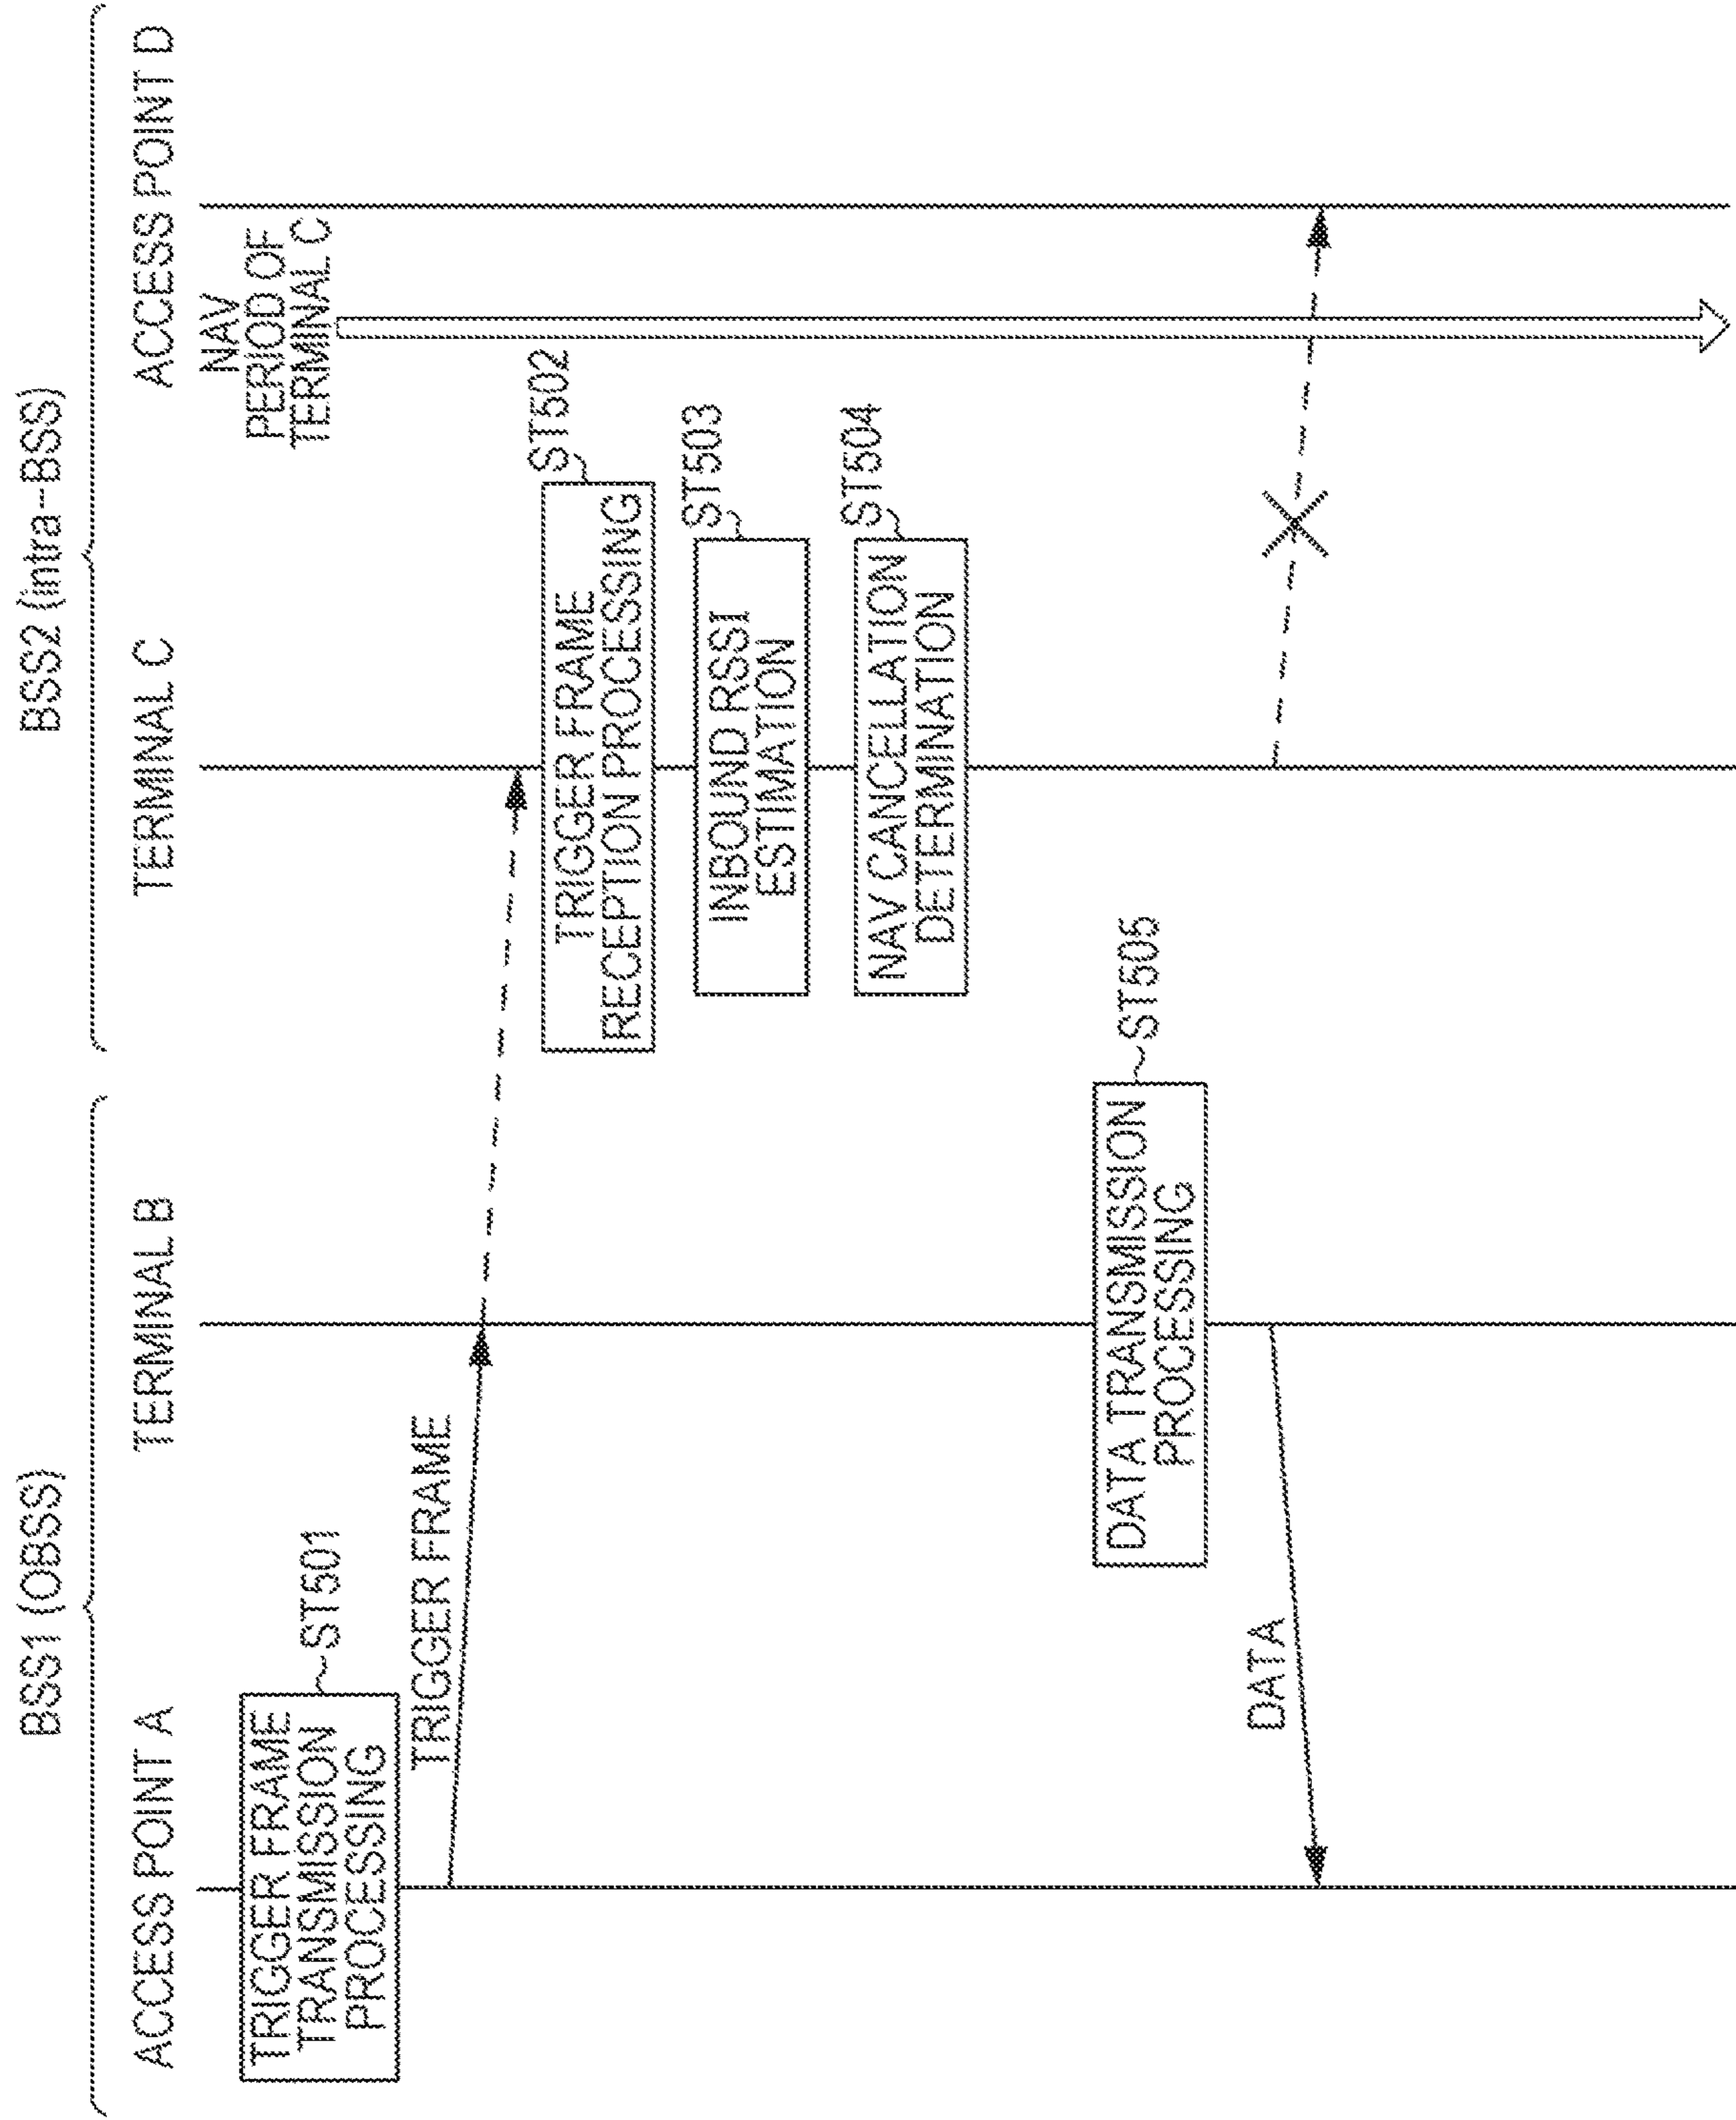 BSS1 (OBSS)
BSS2 (intra--BSS)
ACCESS POINT A
TERMINAL B
TERMINAL C
ACCESS POINT D
NAV
PERIOD OF
TERMINAL C
TRIGGER FRAME
TRANSMISSION
PROCESSING
ST501
TRIGGER FRAME
TRIGGER FRAME
RECEPTION PROCESSING
ST502
INBOUND RSSI
ESTIMATION
ST503
NAV CANCELLATION
DETERMINATION
ST504
DATA TRANSMISSION
PROCESSING
ST505
DATA